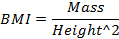 BMI = Mass / Height^2